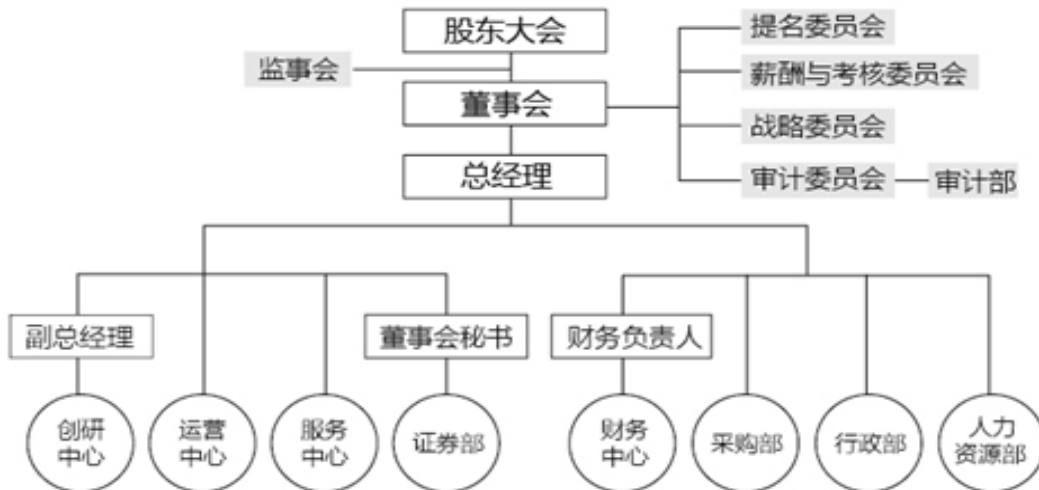 股东大会
提名委员会
监事会
薪酬与考核委员会
董事会
战略委员会
总经理
审计委员会
审计部
副总经理
董事会秘书
财务负责人
创研
中心
运营
中心
服务
中心
证券部
财务
中心
采购部
行政部
人力
资源部